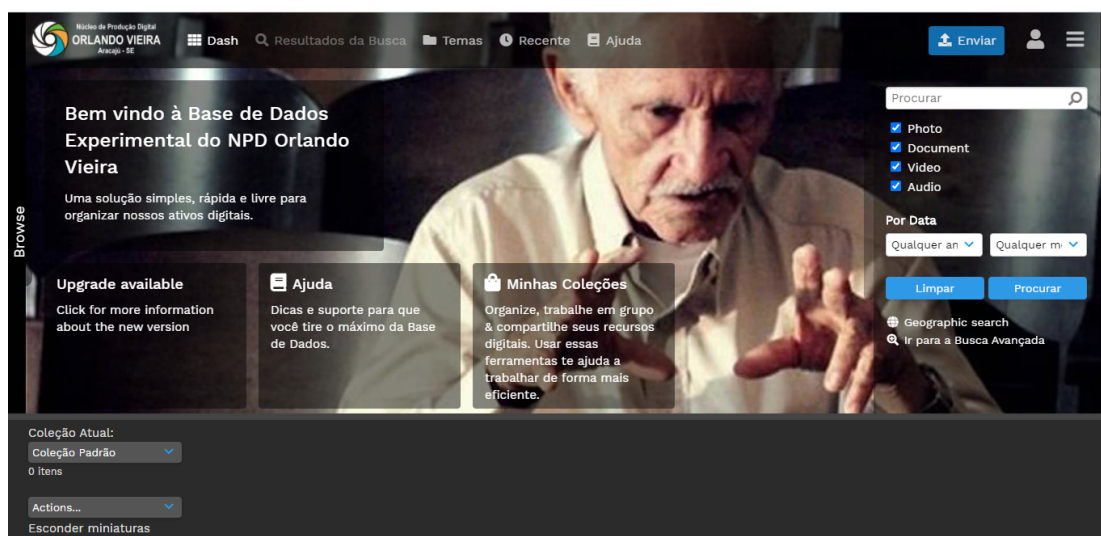 Núcleo de Produção Digital
ORLANDO VIEIRA
Aracaju - SE
Dash
Resultados da Busca
Temas
Recente
Ajuda
Enviar
Browse
Bem vindo à Base de Dados
Experimental do NPD Orlando
Vieira
Uma solução simples, rápida e livre para
organizar nossos ativos digitais.
Upgrade available
Click for more information
about the new version
Ajuda
Dicas e suporte para que
você tire o máximo da Base
de Dados.
Minhas Coleções
Organize, trabalhe em grupo
& compartilhe seus recursos
digitais. Usar essas
ferramentas te ajuda a
trabalhar de forma mais
eficiente.
Procurar
Photo
Document
Video
Audio
Por Data
Qualquer an
Qualquer m
Limpar
Procurar
Geographic search
Ir para a Busca Avançada
Coleção Atual:
Coleção Padrão
0 itens
Actions...
Esconder miniaturas